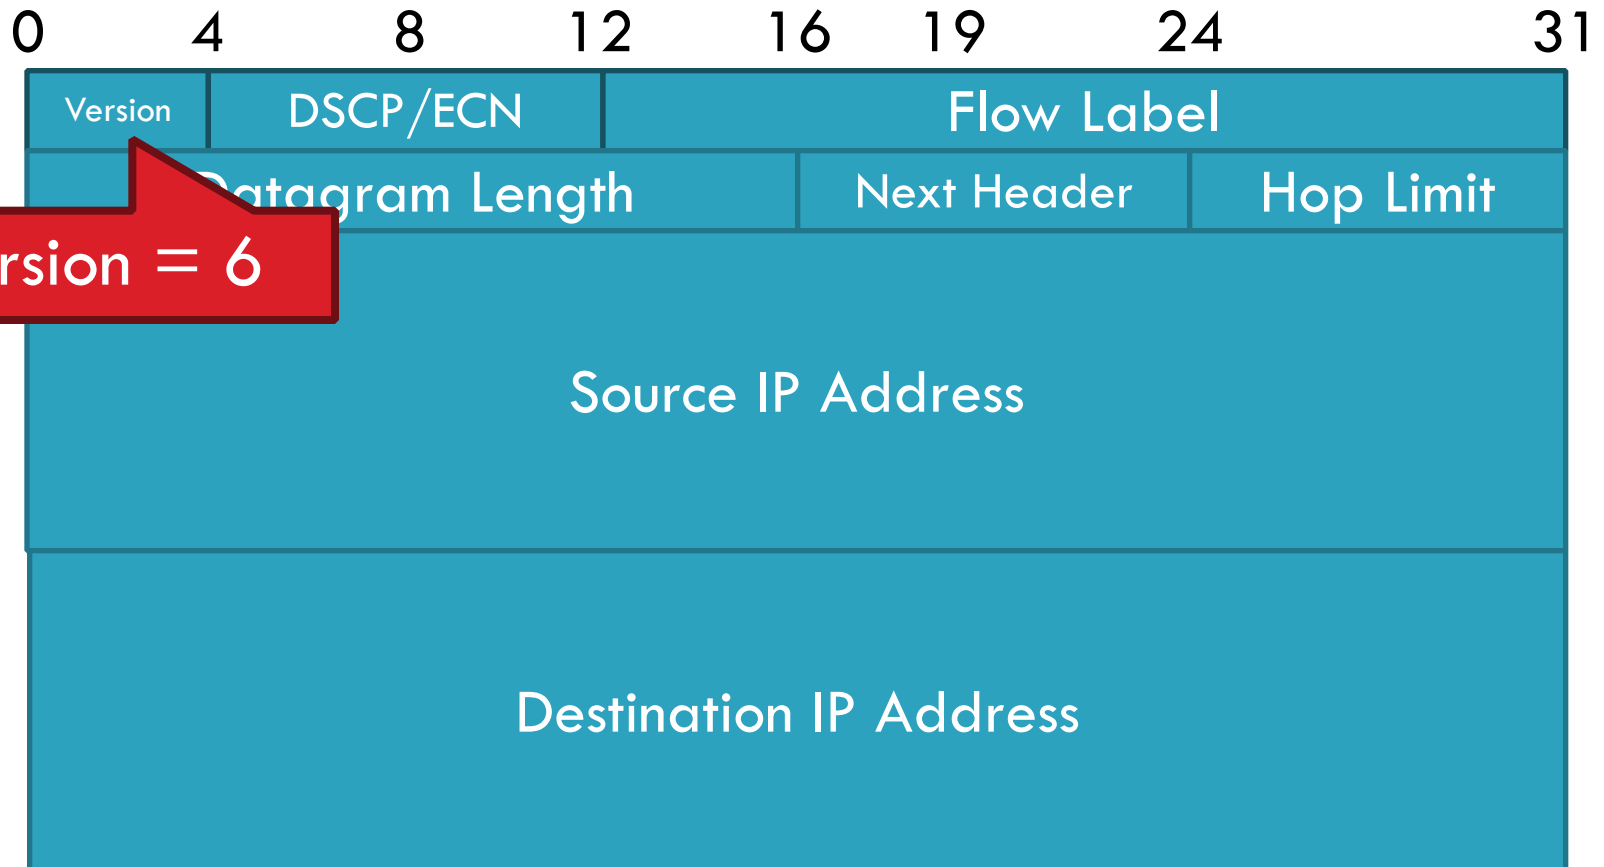 0 4 8 12 16 19 24 31
Version DSCP/ECN Flow Label
Datagram Length Next Header Hop Limit
rsion = 6
Source IP Address
Destination IP Address